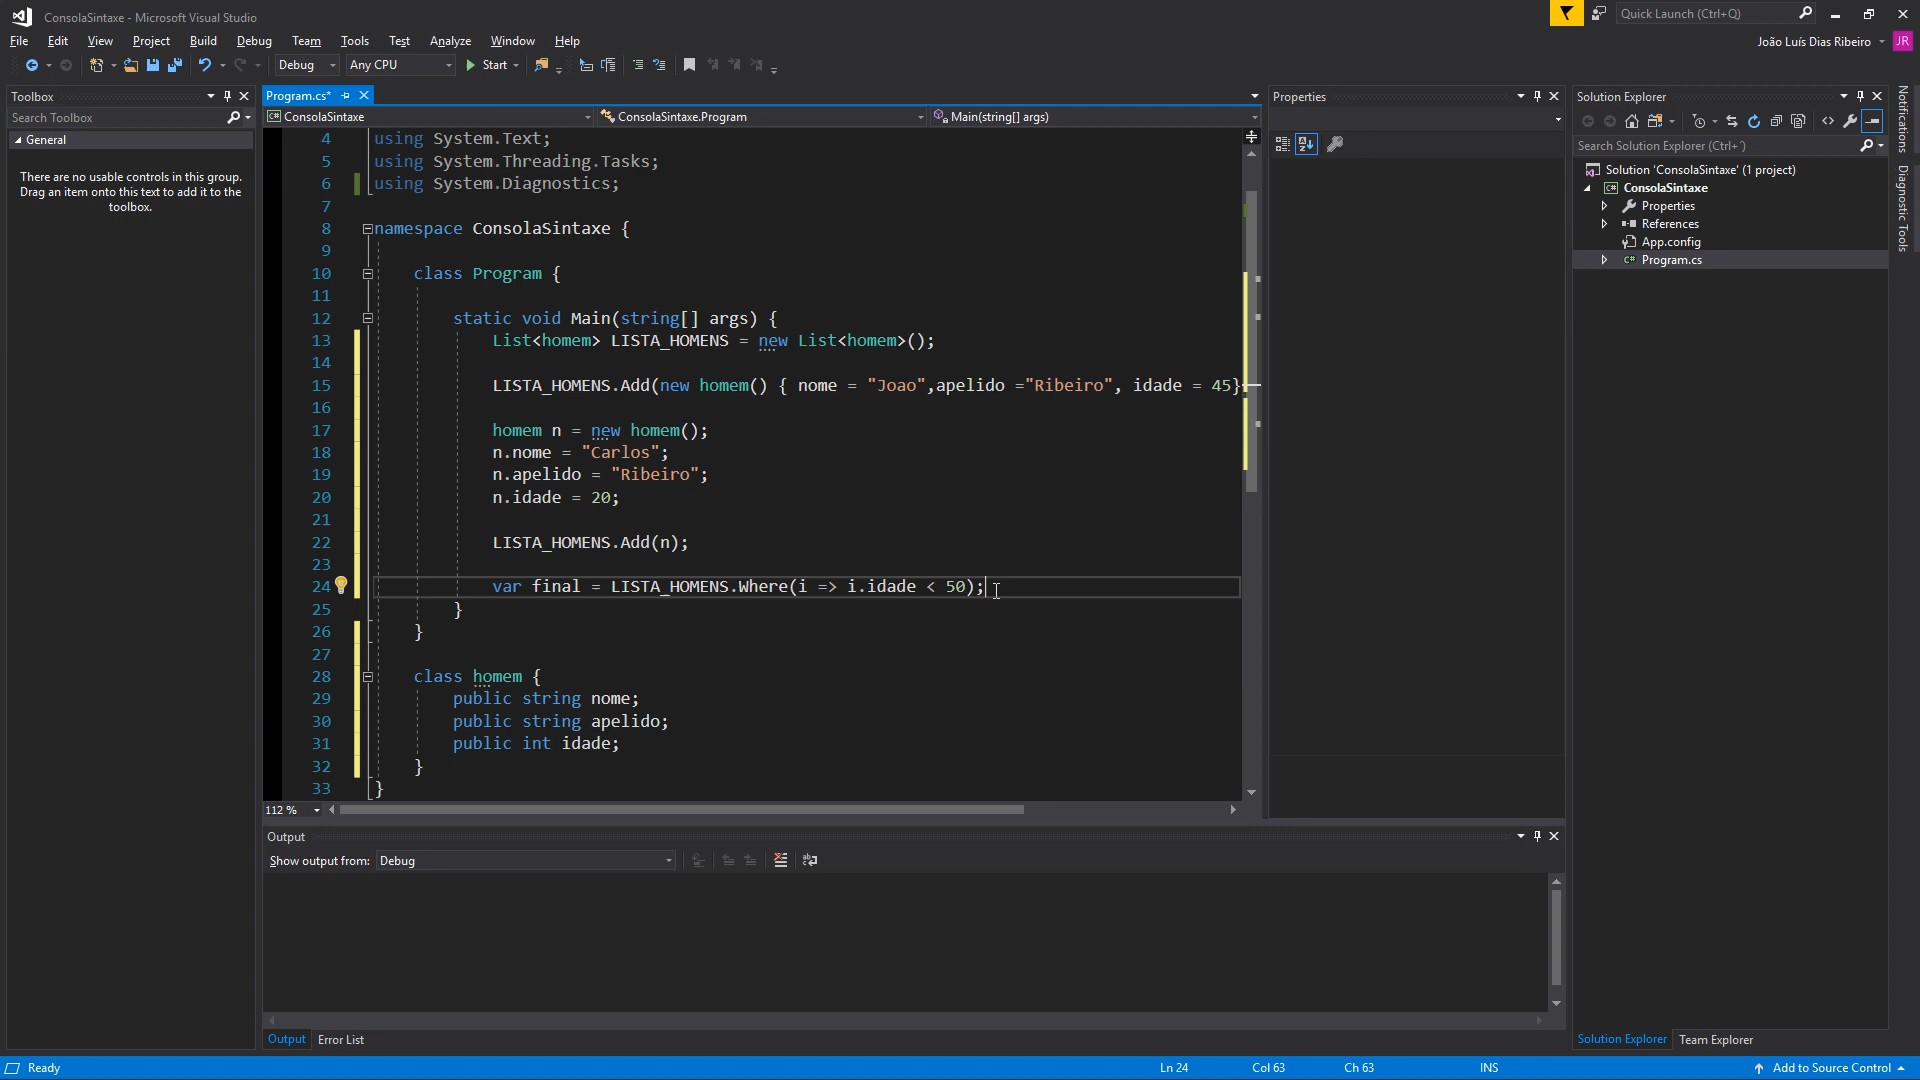 ConsolaSintaxe - Microsoft Visual Studio
Quick Launch (Ctrl+Q)
File Edit View Project Build Debug Team Tools Test Analyze Window Help
João Luís Dias Ribeiro JR
Debug Any CPU Start
Toolbox
Search Toolbox
General
There are no usable controls in this group.
Drag an item onto this text to add it to the
toolbox.
Program.cs*
ConsolaSintaxe ConsolaSintaxe.Program Main(string[] args)
4 using System.Text;
5 using System.Threading.Tasks;
6 using System.Diagnostics;
7
8 namespace ConsolaSintaxe {
9
10 class Program {
11
12 static void Main(string[] args) {
13 List<homem> LISTA_HOMENS = new List<homem>();
14
15 LISTA_HOMENS.Add(new homem() { nome = "Joao",apelido ="Ribeiro", idade = 45}
16
17 homem n = new homem();
18 n.nome = "Carlos";
19 n.apelido = "Ribeiro";
20 n.idade = 20;
21
22 LISTA_HOMENS.Add(n);
23
24 var final = LISTA_HOMENS.Where(i => i.idade < 50);
25 }
26 }
27
28 class homem {
29 public string nome;
30 public string apelido;
31 public int idade;
32 }
33 }
112 %
Output
Show output from: Debug
Output Error List
Properties
Solution Explorer
Search Solution Explorer (Ctrl+´)
Solution 'ConsolaSintaxe' (1 project)
ConsolaSintaxe
Properties
References
App.config
Program.cs
Solution Explorer Team Explorer
Notifications
Diagnostic Tools
Ready Ln 24 Col 63 Ch 63 INS Add to Source Control